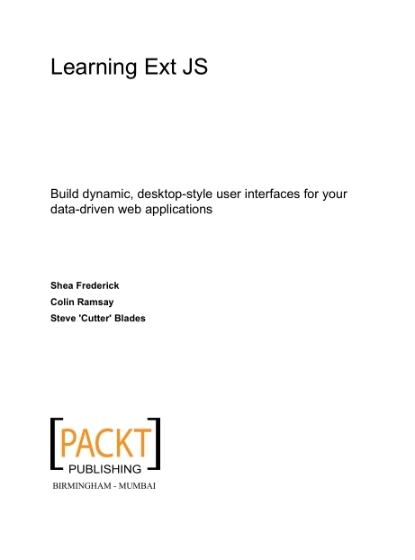 Learning Ext JS
Build dynamic, desktop-style user interfaces for your
data-driven web applications
Shea Frederick
Colin Ramsay
Steve 'Cutter' Blades
PACKT
PUBLISHING
BIRMINGHAM - MUMBAI